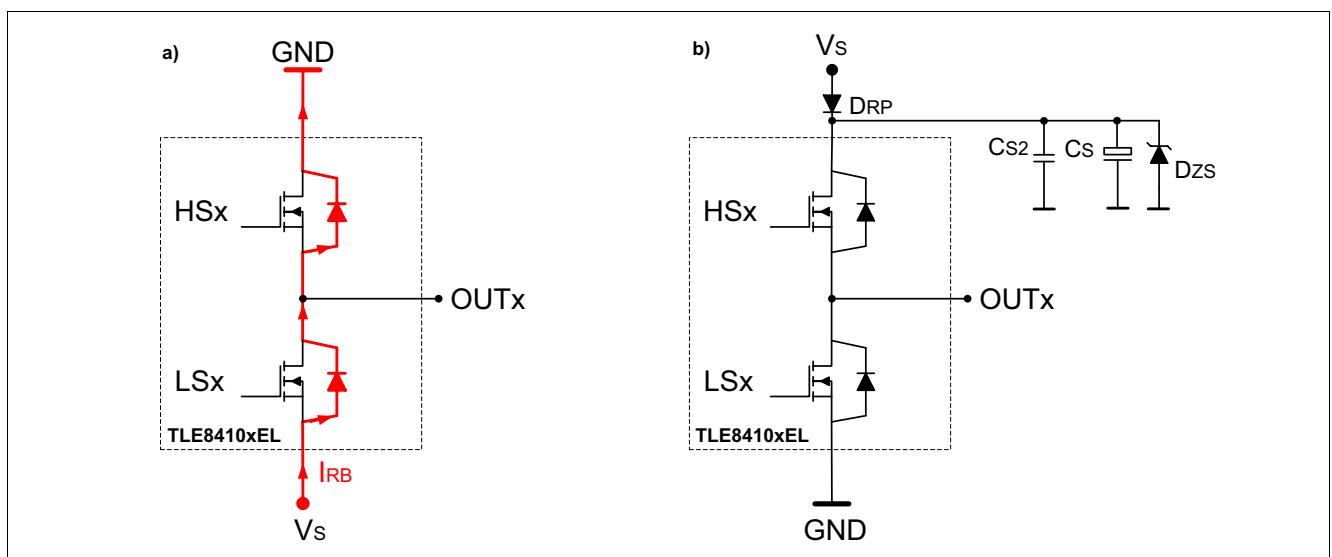 a)
GND
HSx
OUTx
LSx
TLE8410xEL
IRB
VS
b)
VS
DRP
CS2
CS
DZS
HSx
OUTx
LSx
TLE8410xEL
GND